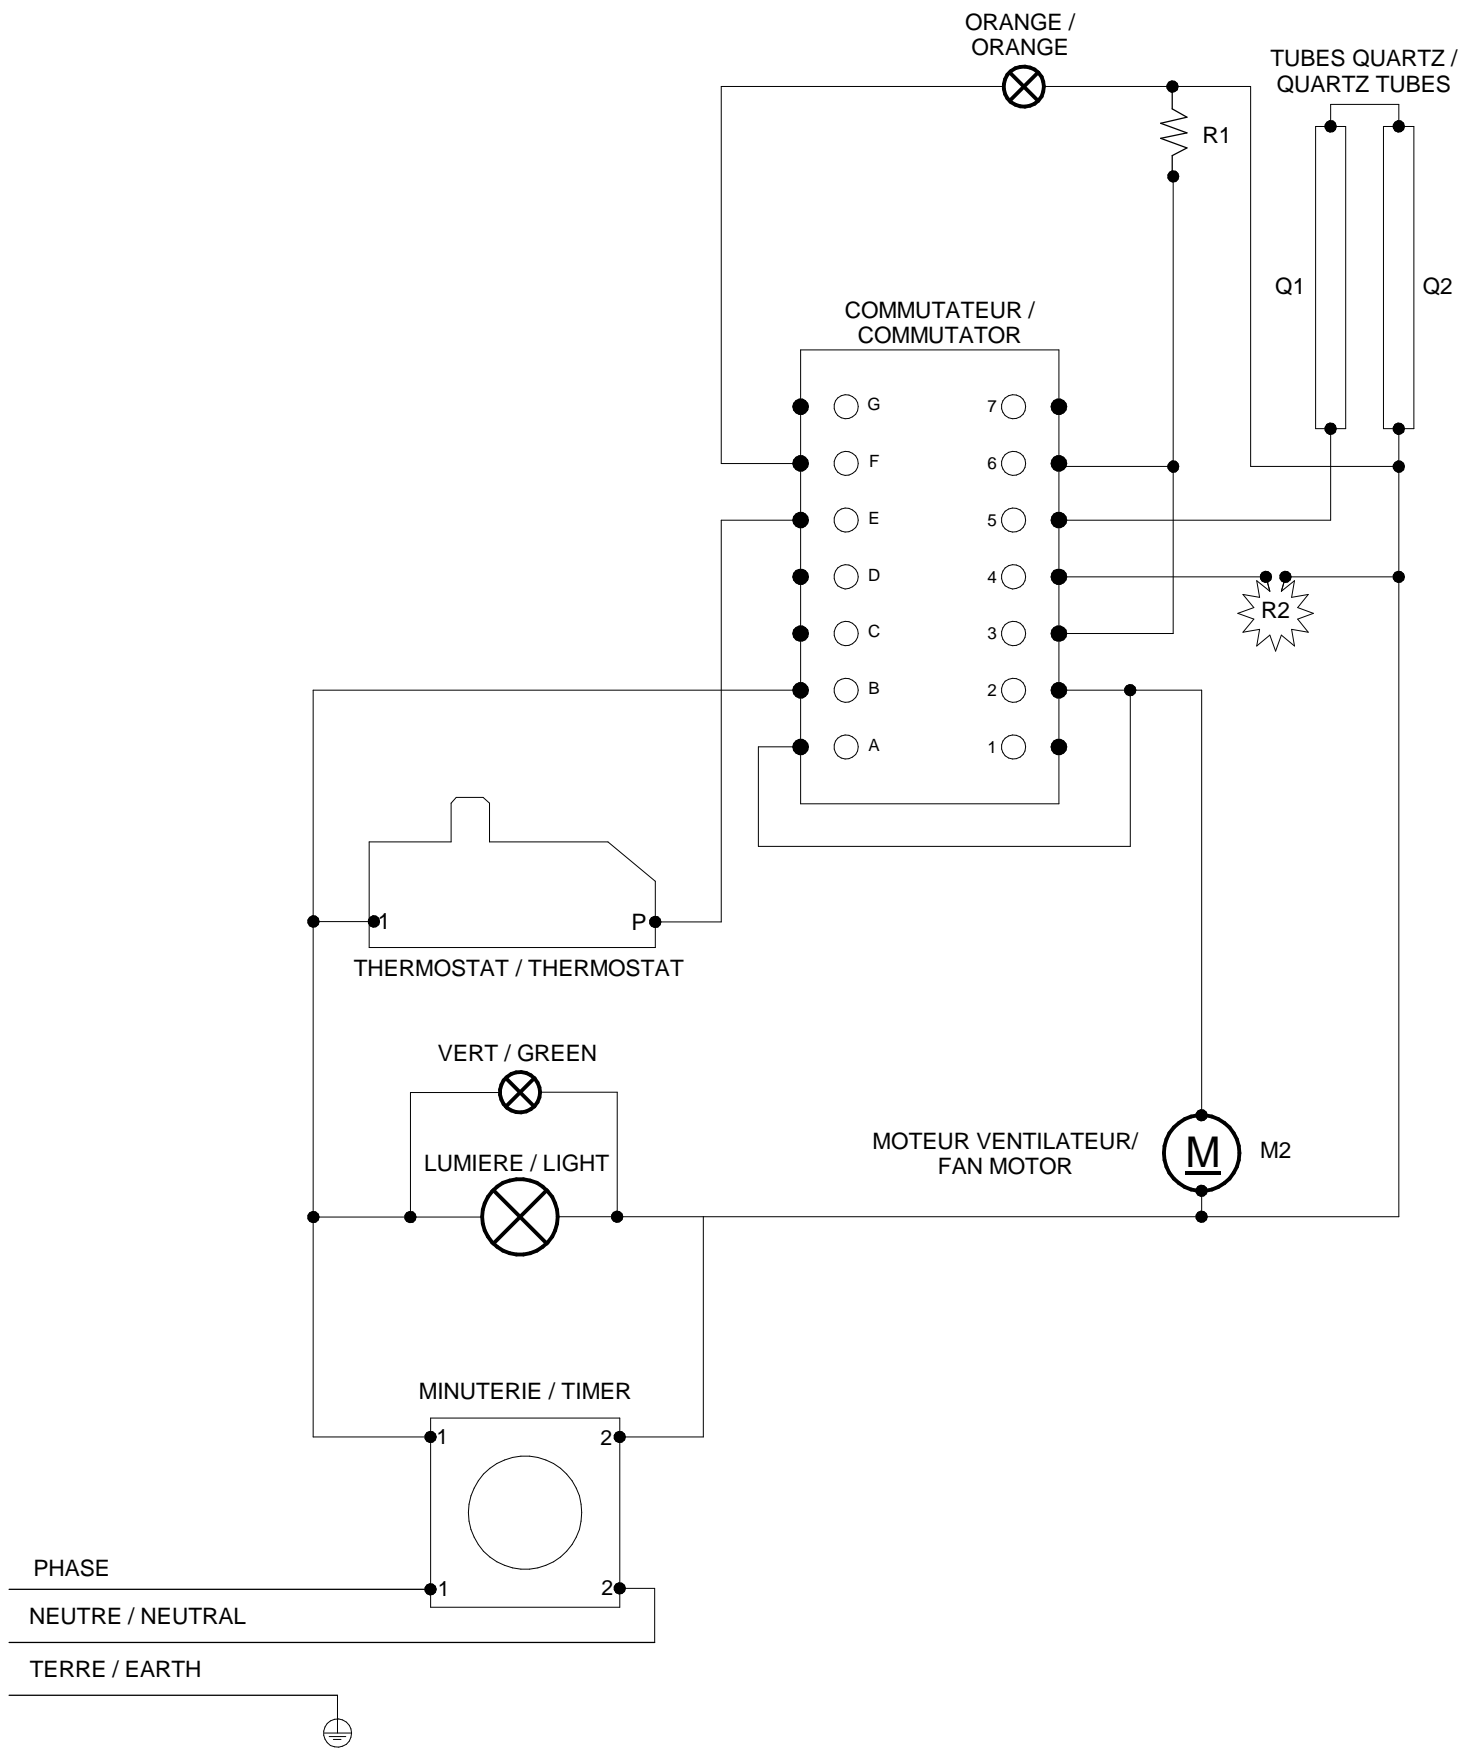 ORANGE /
ORANGE
TUBES QUARTZ /
QUARTZ TUBES
R1
Q1
Q2
COMMUTATEUR /
COMMUTATOR
G 7
F 6
E 5
D 4
C 3
B 2
A 1
R2
1 P
THERMOSTAT / THERMOSTAT
VERT / GREEN
LUMIERE / LIGHT
MOTEUR VENTILATEUR/
FAN MOTOR
M
M2
MINUTERIE / TIMER
1 2
1 2
PHASE
NEUTRE / NEUTRAL
TERRE / EARTH